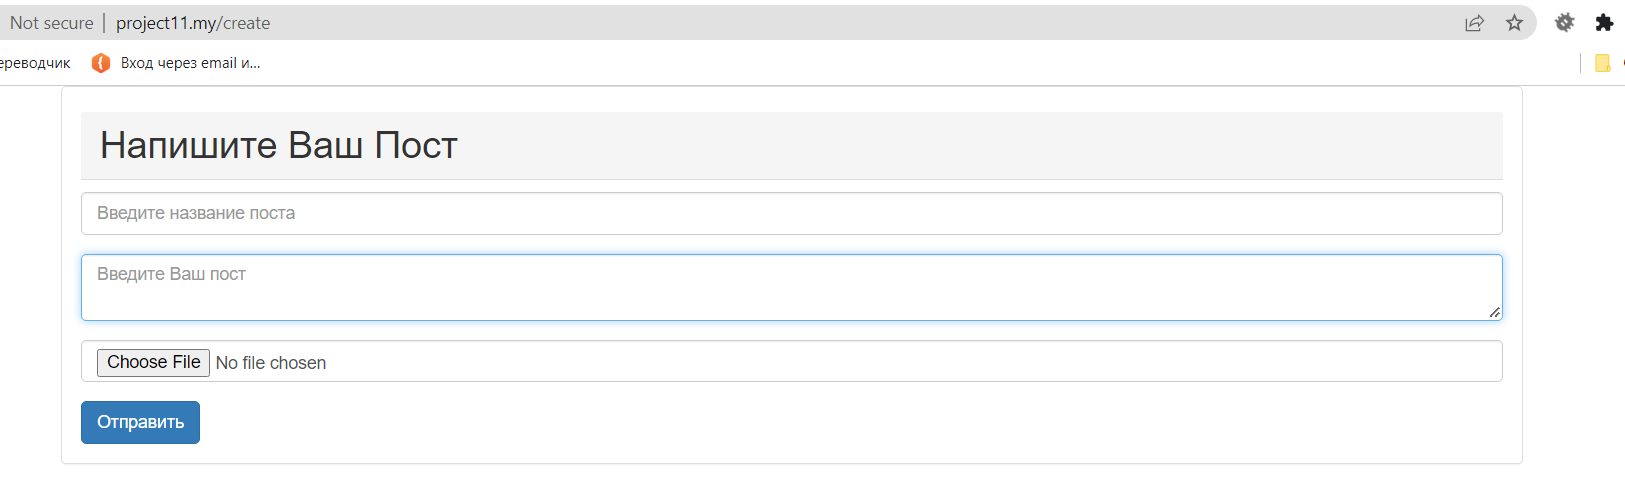 Not secure | project11.my/create
ереводчик Вход через email и...
Напишите Ваш Пост
Введите название поста
Введите Ваш пост
Choose File No file chosen
Отправить